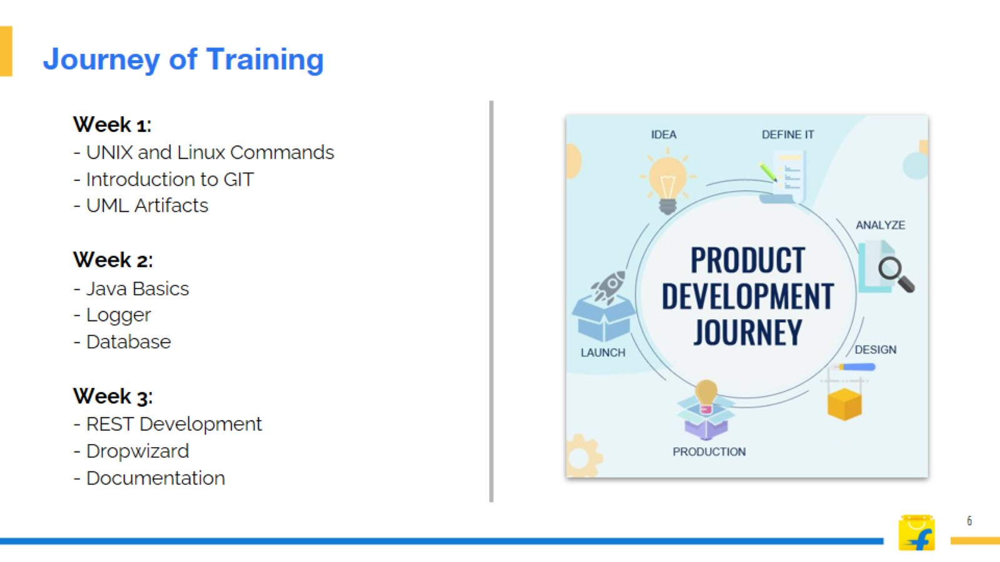 Journey of Training
Week 1:
- UNIX and Linux Commands
- Introduction to GIT
- UML Artifacts
Week 2:
- Java Basics
- Logger
- Database
Week 3:
- REST Development
- Dropwizard
- Documentation
IDEA
DEFINE IT
ANALYZE
PRODUCT
DEVELOPMENT
JOURNEY
DESIGN
LAUNCH
PRODUCTION
6
f